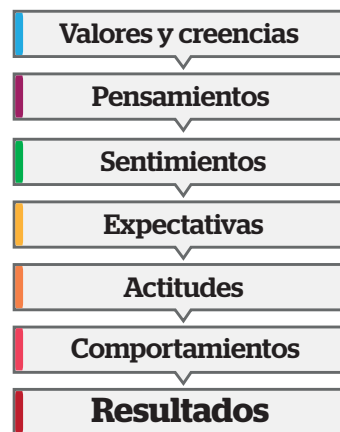 Valores y creencias
Pensamientos
Sentimientos
Expectativas
Actitudes
Comportamientos
Resultados